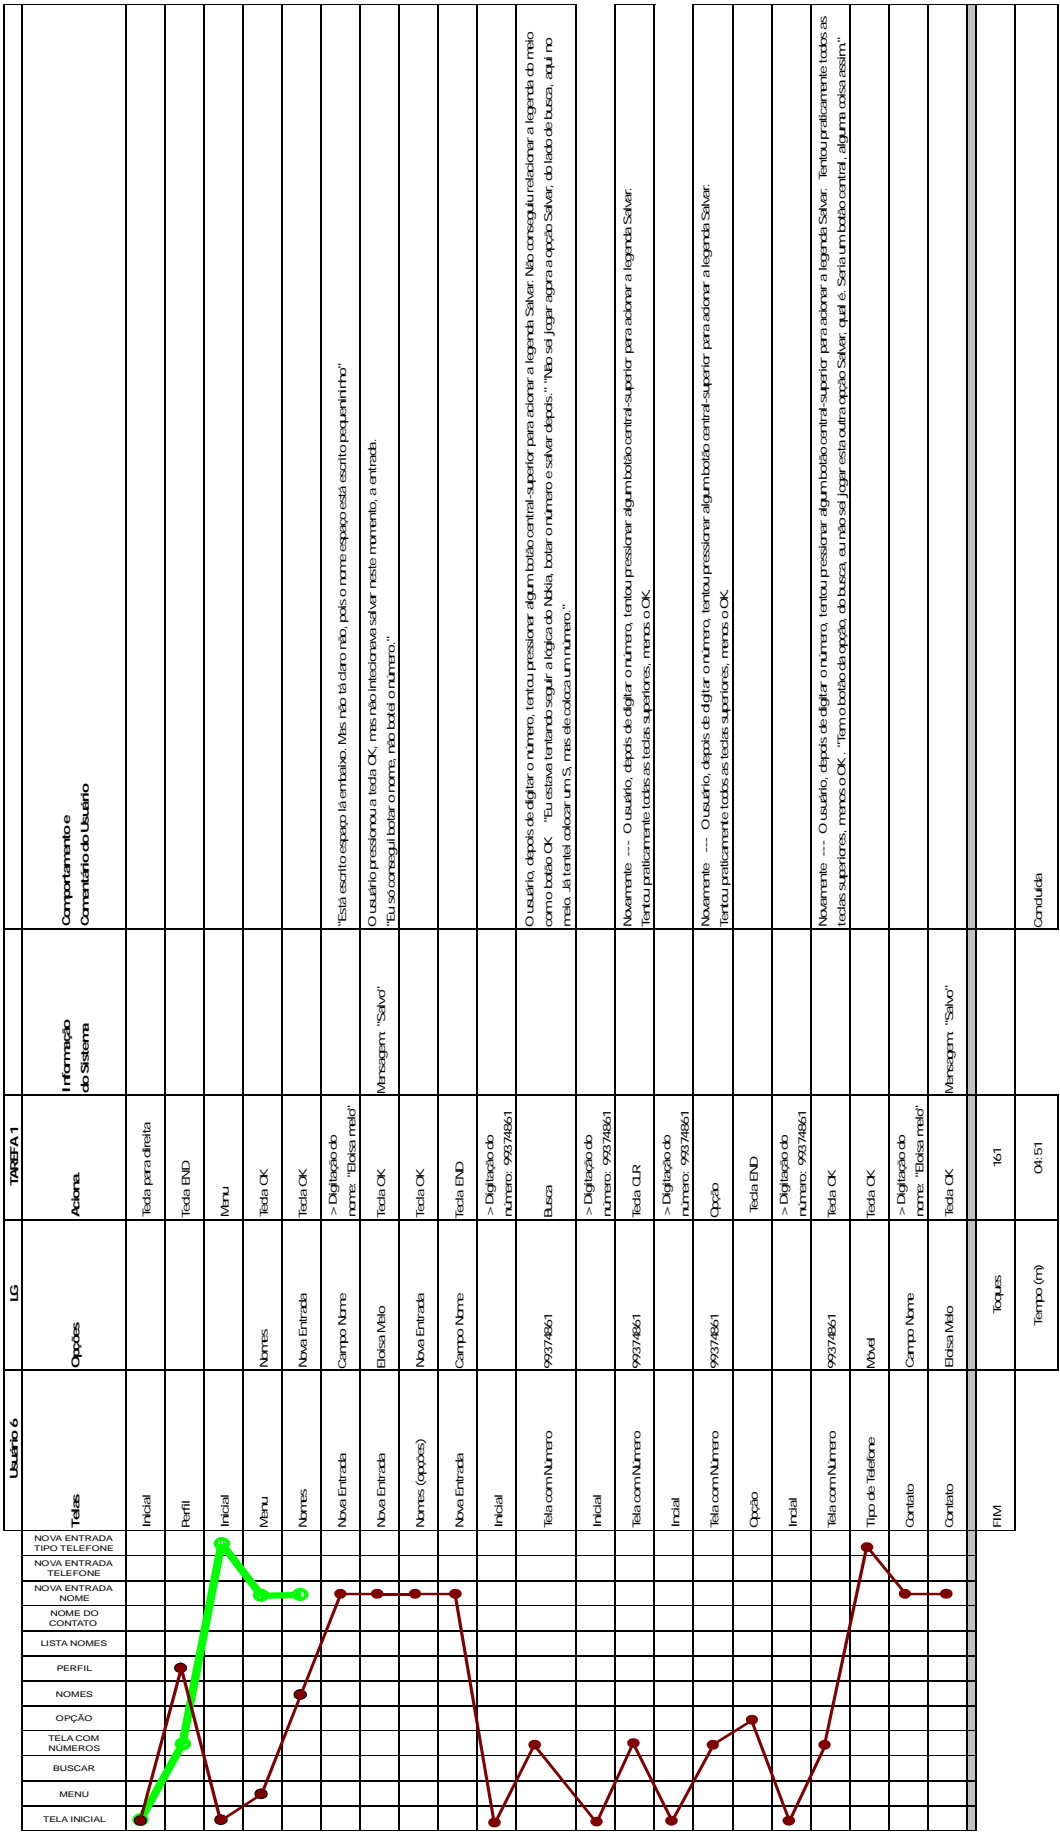 Usuário 6 LG TAREFA 1
Telas Opções Aciona. Informação do Sistema Comportamento e Comentário do Usuário
Inicial Tecla para direita
Perfil Tecla END
Inicial Menu
Menu Nomes Tecla OK
Nomes Nova Entrada Tecla OK
Nova Entrada Campo Nome > Digitação do nome: "Eloisa melo" "Está escrito espaço lá embaixo. Mas não tá claro não, pois o nome espaço está escrito pequenininho"
Nova Entrada Eloisa Melo Tecla OK Mensagem: "Salvo" O usuário pressionou a tecla OK, mas não intecionava salvar neste momento, a entrada.
"Eu só consegui botar o nome, não botei o número."
Nomes (opções) Nova Entrada Tecla OK
Nova Entrada Campo Nome Tecla END
Inicial > Digitação do número: 99374861
Tela com Número 99374861 Busca O usuário, depois de digitar o número, tentou pressionar algum botão central-superior para acionar a legenda Salvar. Não conseguiu relacionar a legenda do meio
com o botão OK "Eu estava tentando seguir a lógica do Nokia, botar o número e salvar depois." "Não sei jogar agora a opção Salvar, do lado de busca, aqui no
meio. Já tentei colocar um S, mas ele coloca um número."
Inicial > Digitação do número: 99374861
Tela com Número 99374861 Tecla CLR Novamente --- O usuário, depois de digitar o número, tentou pressionar algum botão central-superior para acionar a legenda Salvar.
Tentou praticamente todas as teclas superiores, menos o OK.
Incial > Digitação do número: 99374861
Tela com Número 99374861 Opção Novamente --- O usuário, depois de digitar o número, tentou pressionar algum botão central-superior para acionar a legenda Salvar.
Tentou praticamente todos as teclas superiores, menos o OK.
Opção Tecla END
Incial > Digitação do número: 99374861
Tela com Número 99374861 Tecla OK Novamente --- O usuário, depois de digitar o número, tentou pressionar algum botão central-superior para acionar a legenda Salvar. Tentou praticamente todos as
teclas superiores, menos o OK . "Tem o botão da opção, do busca, eu não sei jogar esta outra opção Salvar, qual é. Seria um botão central, alguma coisa assim."
Tipo de Telefone Móvel Tecla OK
Contato Campo Nome > Digitação do nome: "Eloisa melo"
Contato Eloisa Melo Tecla OK Mensagem: "Salvo"
FIM Toques 161
Tempo (m) 04:51 Concluída
NOVA ENTRADA
TIPO TELEFONE
NOVA ENTRADA
TELEFONE
NOVA ENTRADA
NOME
NOME DO
CONTATO
LISTA NOMES
PERFIL
NOMES
OPÇÃO
TELA COM
NÚMEROS
BUSCAR
MENU
TELA INICIAL